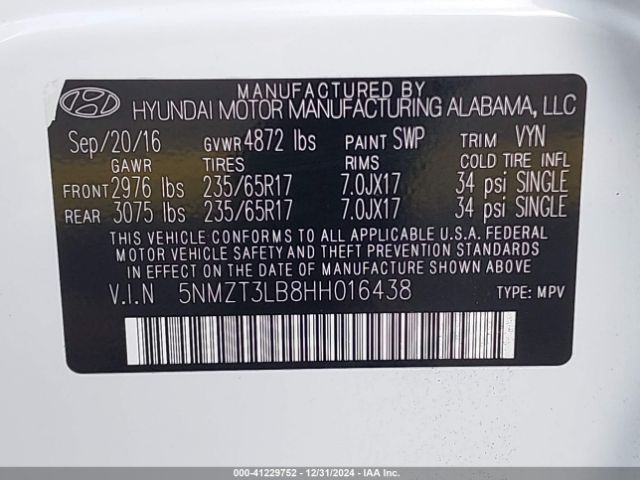 MANUFACTURED BY
HYUNDAI MOTOR MANUFACTURING ALABAMA, LLC
Sep/20/16 GVWR 4872 lbs PAINT SWP TRIM VYN
GAWR TIRES RIMS COLD TIRE INFL
FRONT 2976 lbs 235/65R17 7.0JX17 34 psi SINGLE
REAR 3075 lbs 235/65R17 7.0JX17 34 psi SINGLE
THIS VEHICLE CONFORMS TO ALL APPLICABLE U.S.A. FEDERAL
MOTOR VEHICLE SAFETY AND THEFT PREVENTION
STANDARDS IN EFFECT ON THE DATE OF MANUFACTURE SHOWN ABOVE
V.I.N 5NMZT3LB8HH016438 TYPE: MPV
000-41229752 - 12/31/2024 - IAA Inc.